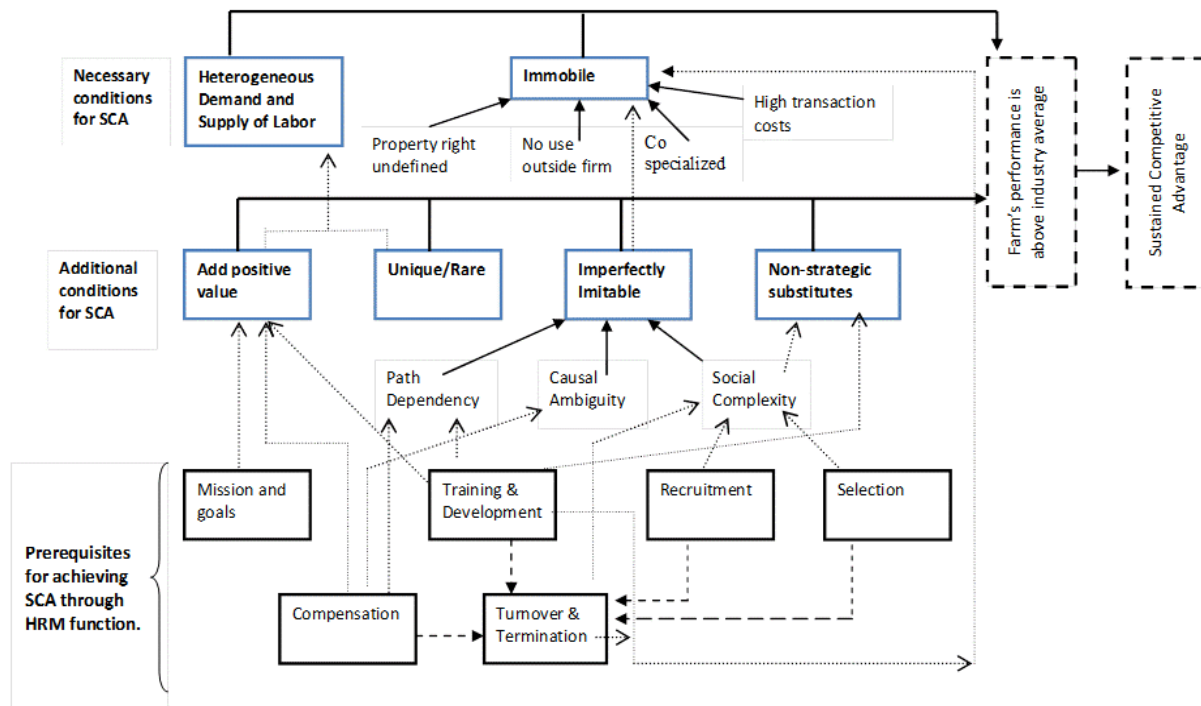 Necessary
conditions
for SCA
Heterogeneous
Demand and
Supply of Labor
Immobile
Property right
undefined
No use
outside firm
Co
specialized
High transaction
costs
Farm's performance is
above industry average
Sustained Competitive
Advantage
Additional
conditions
for SCA
Add positive
value
Unique/Rare
Imperfectly
Imitable
Non-strategic
substitutes
Path
Dependency
Causal
Ambiguity
Social
Complexity
Prerequisites
for achieving
SCA through
HRM function.
Mission and
goals
Training &
Development
Recruitment
Selection
Compensation
Turnover &
Termination